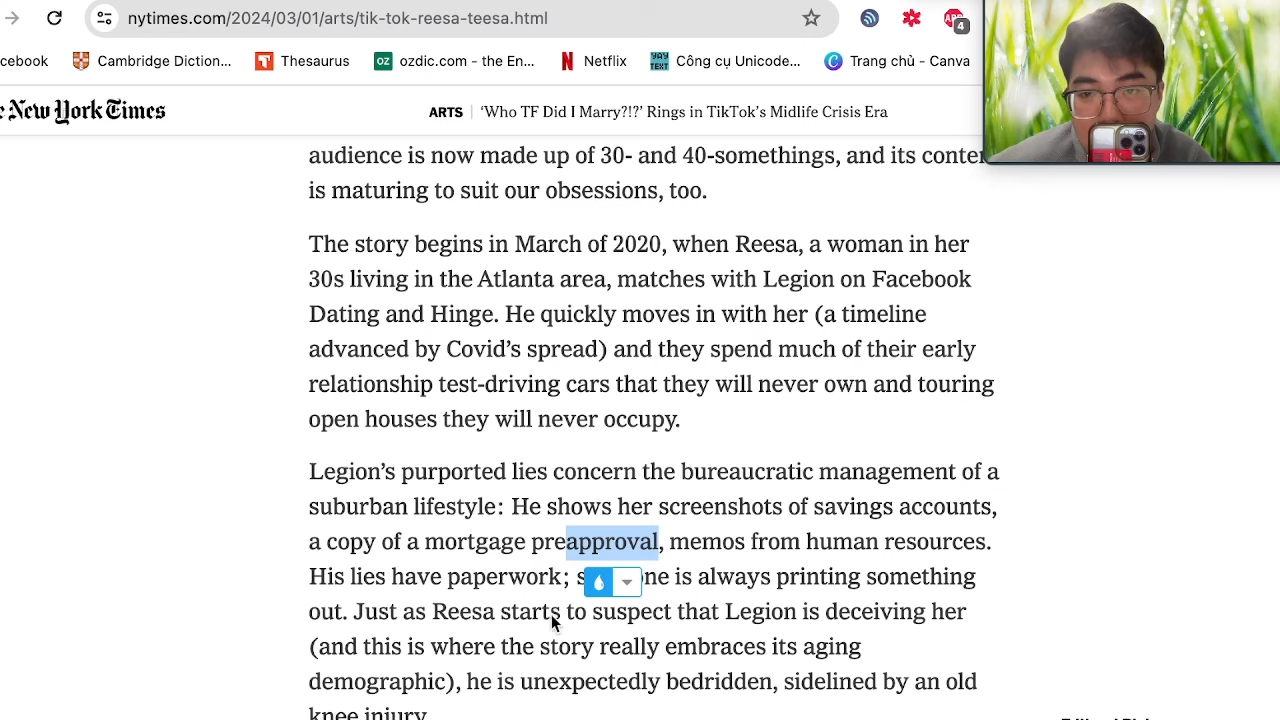 nytimes.com/2024/03/01/arts/tik-tok-reesa-teesa.html
4
cebook Cambridge Diction... Thesaurus OZ ozdic.com - the En... Netflix YAY TEXT Công cụ Unicode... Trang chủ - Canva
New York Times ARTS ‘Who TF Did I Marry?!?’ Rings in TikTok’s Midlife Crisis Era
audience is now made up of 30- and 40-somethings, and its conten
is maturing to suit our obsessions, too.
The story begins in March of 2020, when Reesa, a woman in her
30s living in the Atlanta area, matches with Legion on Facebook
Dating and Hinge. He quickly moves in with her (a timeline
advanced by Covid’s spread) and they spend much of their early
relationship test-driving cars that they will never own and touring
open houses they will never occupy.
Legion’s purported lies concern the bureaucratic management of a
suburban lifestyle: He shows her screenshots of savings accounts,
a copy of a mortgage preapproval, memos from human resources.
His lies have paperwork; s ne is always printing something
out. Just as Reesa starts to suspect that Legion is deceiving her
(and this is where the story really embraces its aging
demographic), he is unexpectedly bedridden, sidelined by an old
knee injury.